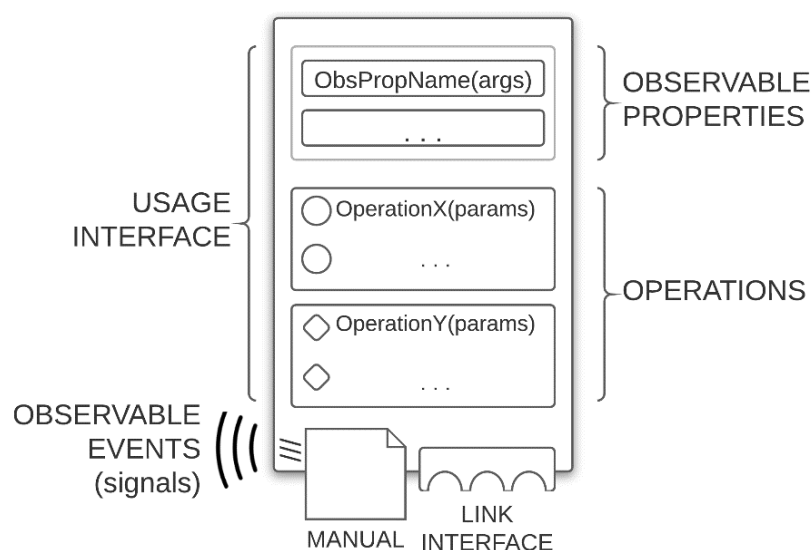 ObsPropName(args)
. . .
OBSERVABLE
PROPERTIES
USAGE
INTERFACE
OperationX(params)
. . .
OPERATIONS
OperationY(params)
. . .
OBSERVABLE
EVENTS
(signals)
MANUAL
LINK
INTERFACE